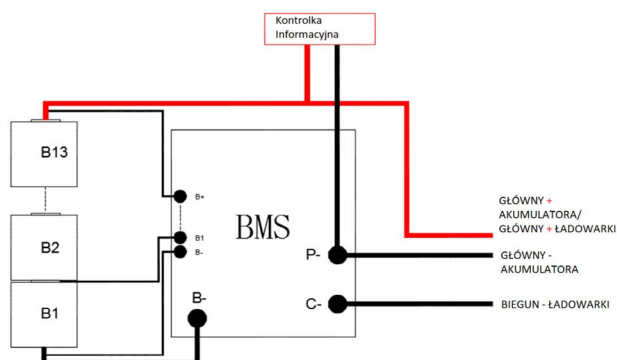 Kontrolka
Informacyjna
B13
B+
B2
B1
B-
BMS
GŁÓWNY +
AKUMULATORA/
GŁÓWNY + ŁADOWARKI
P-
GŁÓWNY -
AKUMULATORA
B1
B-
C-
BIEGUN - ŁADOWARKI